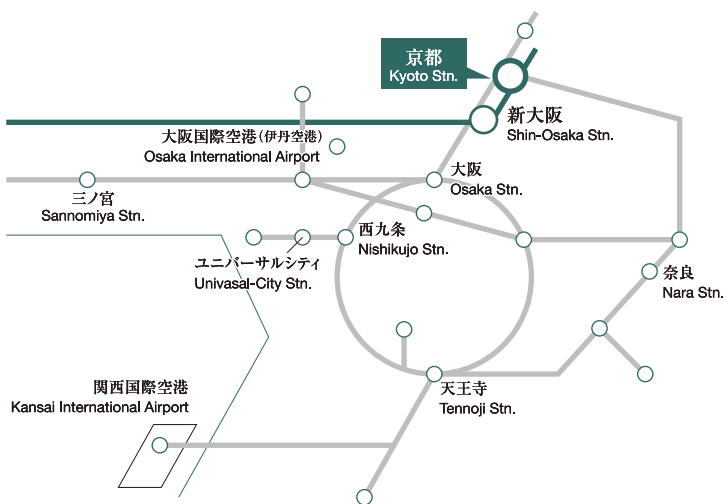 京都
Kyoto Stn.
新大阪
Shin-Osaka Stn.
大阪国際空港(伊丹空港)
Osaka International Airport
大阪
Osaka Stn.
三ノ宮
Sannomiya Stn.
西九条
Nishikujo Stn.
ユニバーサルシティ
Univasal-City Stn.
奈良
Nara Stn.
関西国際空港
Kansai International Airport
天王寺
Tennoji Stn.